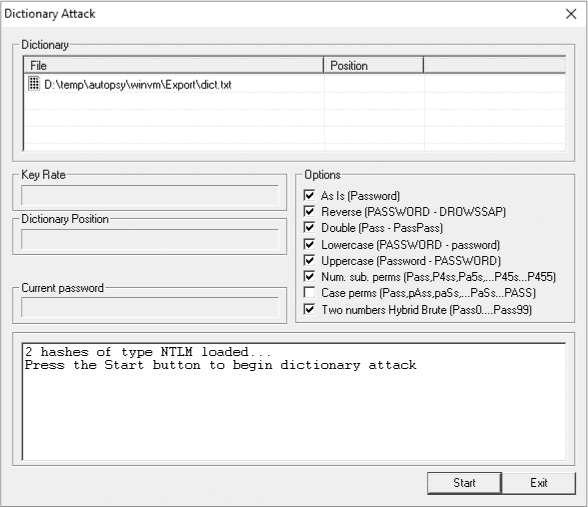 Dictionary Attack
Dictionary
File Position
D:\temp\autopsy\winvm\Export\dict.txt
Key Rate
Dictionary Position
Current password
Options
As Is (Password)
Reverse (PASSWORD - DROWSSAP)
Double (Pass - PassPass)
Lowercase (PASSWORD - password)
Uppercase (Password - PASSWORD)
Num. sub. perms (Pass,P4ss,Pa5s,...P45s...P455)
Case perms (Pass,pAss,paSs,...PaSs...PASS)
Two numbers Hybrid Brute (Pass0....Pass99)
2 hashes of type NTLM loaded...
Press the Start button to begin dictionary attack
Start Exit